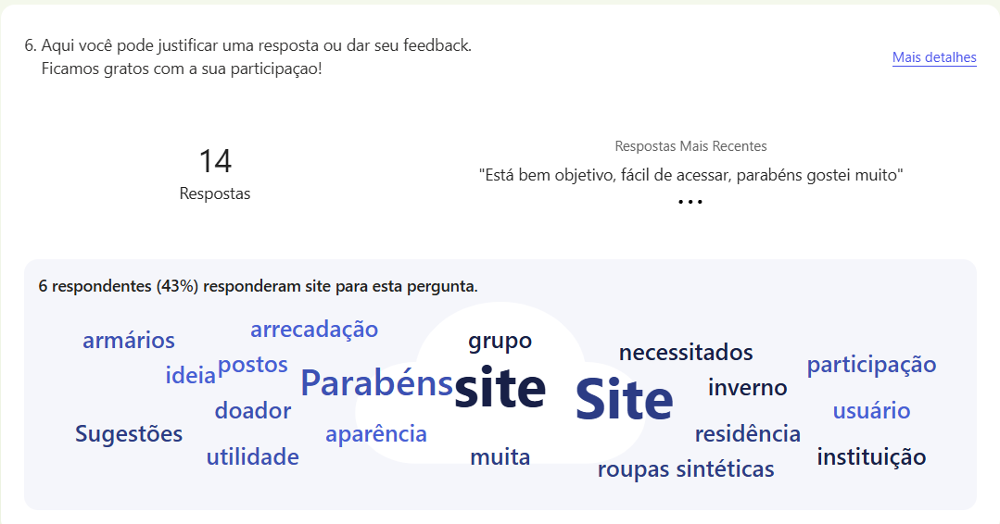 6. Aqui você pode justificar uma resposta ou dar seu feedback.
Ficamos gratos com a sua participaçao!
Mais detalhes
14
Respostas
Respostas Mais Recentes
"Está bem objetivo, fácil de acessar, parabéns gostei muito"
...
6 respondentes (43%) responderam site para esta pergunta.
armários
arrecadação
grupo
necessitados
participação
ideia
postos
Parabéns
site
Site
inverno
doador
usuário
Sugestões
aparência
residência
utilidade
muita
roupas sintéticas
instituição